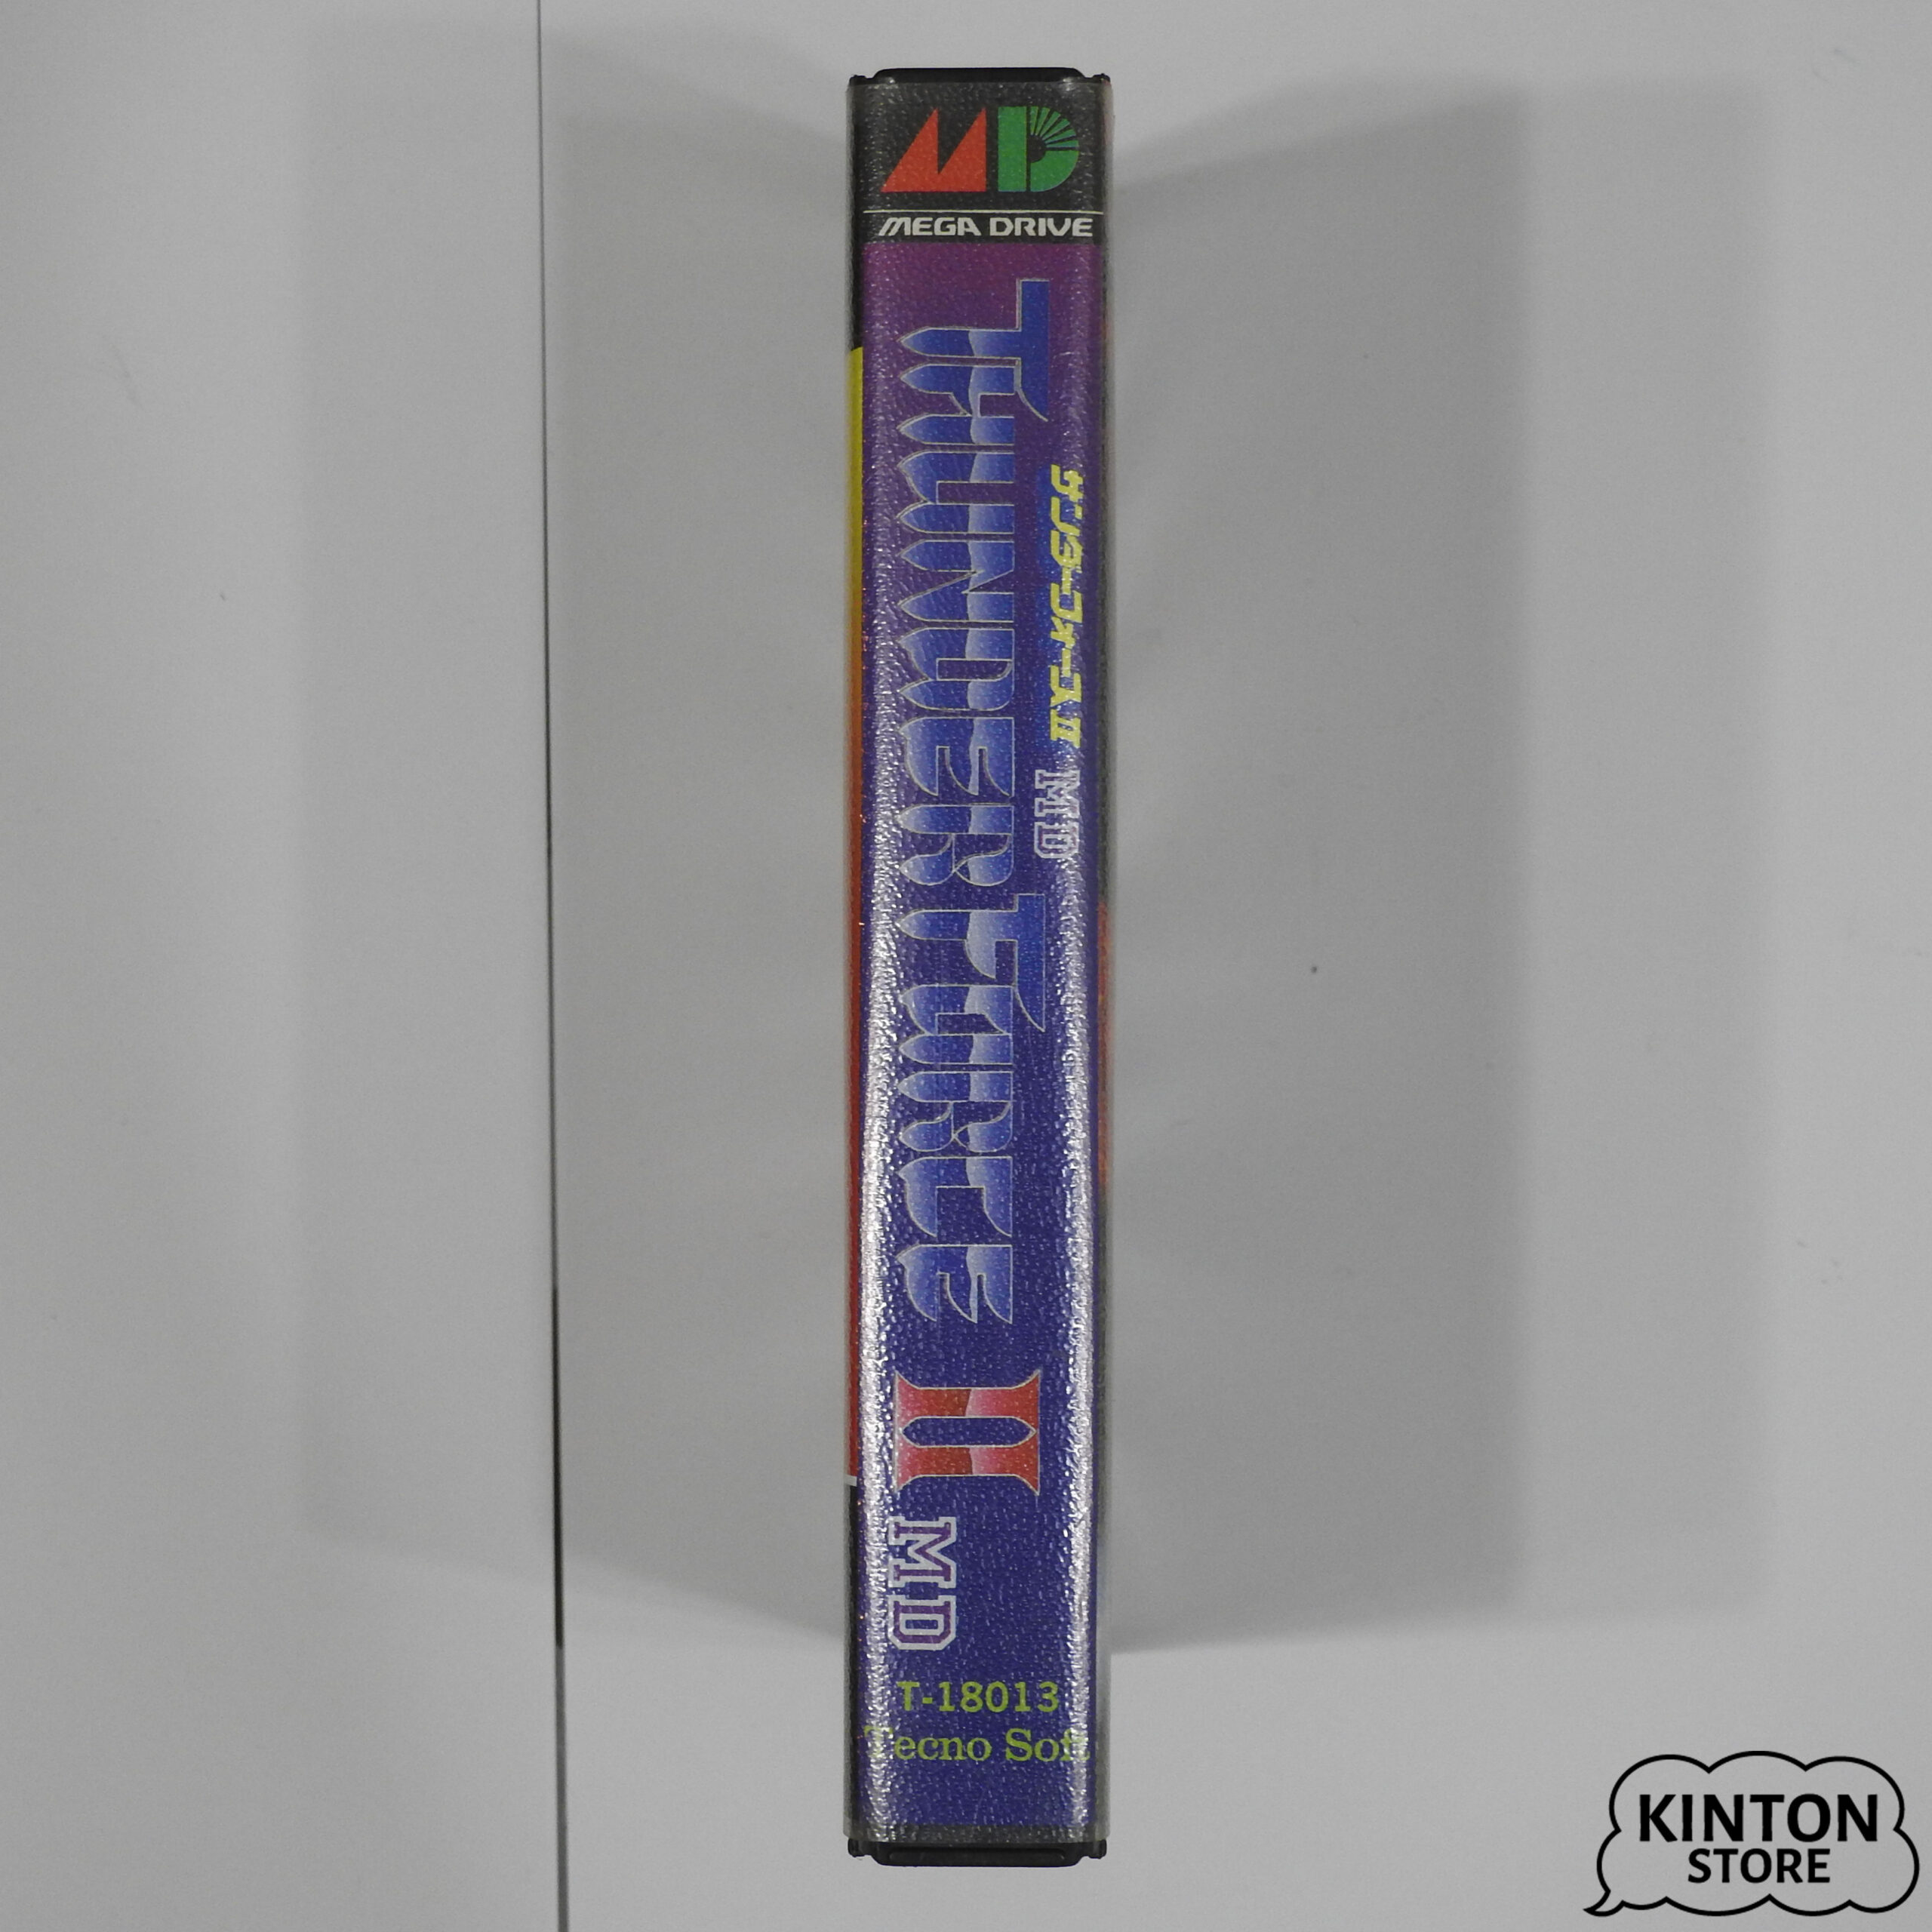 MD
MEGA DRIVE
サンダーフォースII MD
THUNDER FORCE II MD
T-18013
Tecno Soft
KINTON
STORE